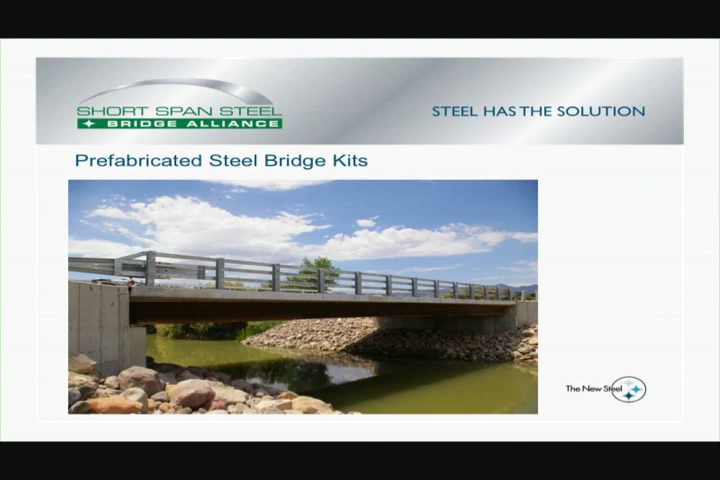 SHORT SPAN STEEL
BRIDGE ALLIANCE
STEEL HAS THE SOLUTION
Prefabricated Steel Bridge Kits
The New Steel